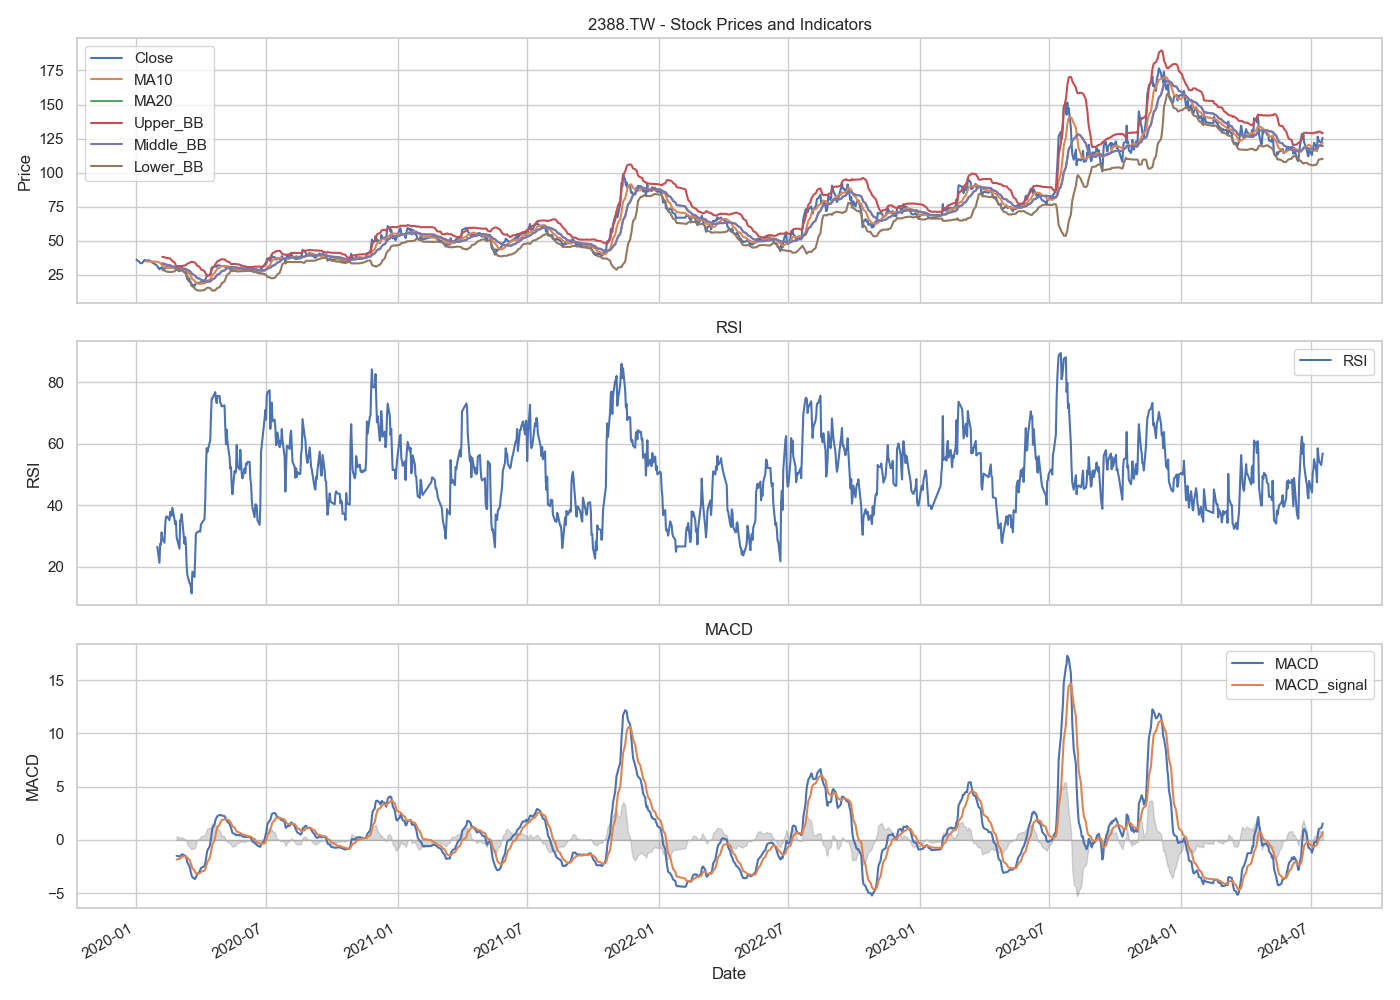 2388.TW - Stock Prices and Indicators
Close
MA10
MA20
Upper_BB
Middle_BB
Lower_BB
175
150
125
100
75
50
25
Price
RSI
RSI
80
60
40
20
RSI
MACD
MACD
MACD_signal
15
10
5
0
−5
MACD
2020-01
2020-07
2021-01
2021-07
2022-01
2022-07
2023-01
2023-07
2024-01
2024-07
Date